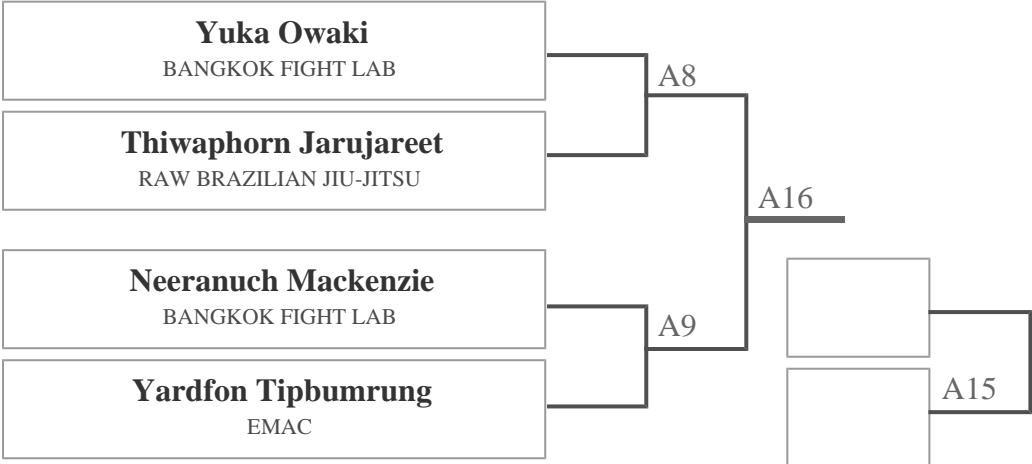 Yuka Owaki
BANGKOK FIGHT LAB
A8
Thiwaphorn Jarujareet
RAW BRAZILIAN JIU-JITSU
A16
Neeranuch Mackenzie
BANGKOK FIGHT LAB
A9
Yardfon Tipbumrung
EMAC
A15